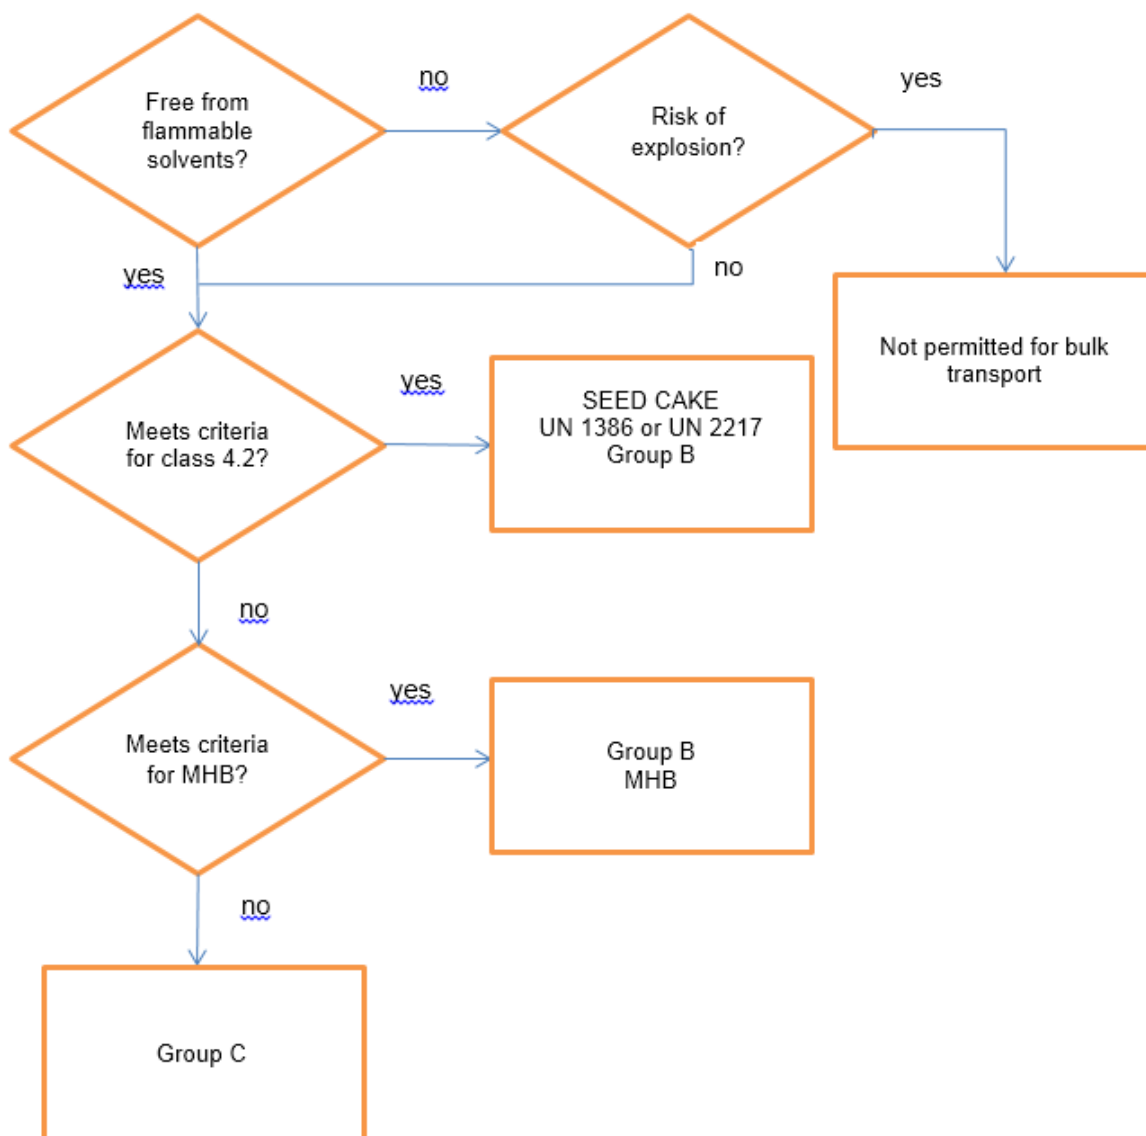 Free from
flammable
solvents?
no
Risk of
explosion?
yes
yes
no
Not permitted for bulk
transport
Meets criteria
for class 4.2?
yes
SEED CAKE
UN 1386 or UN 2217
Group B
no
Meets criteria
for MHB?
yes
Group B
MHB
no
Group C